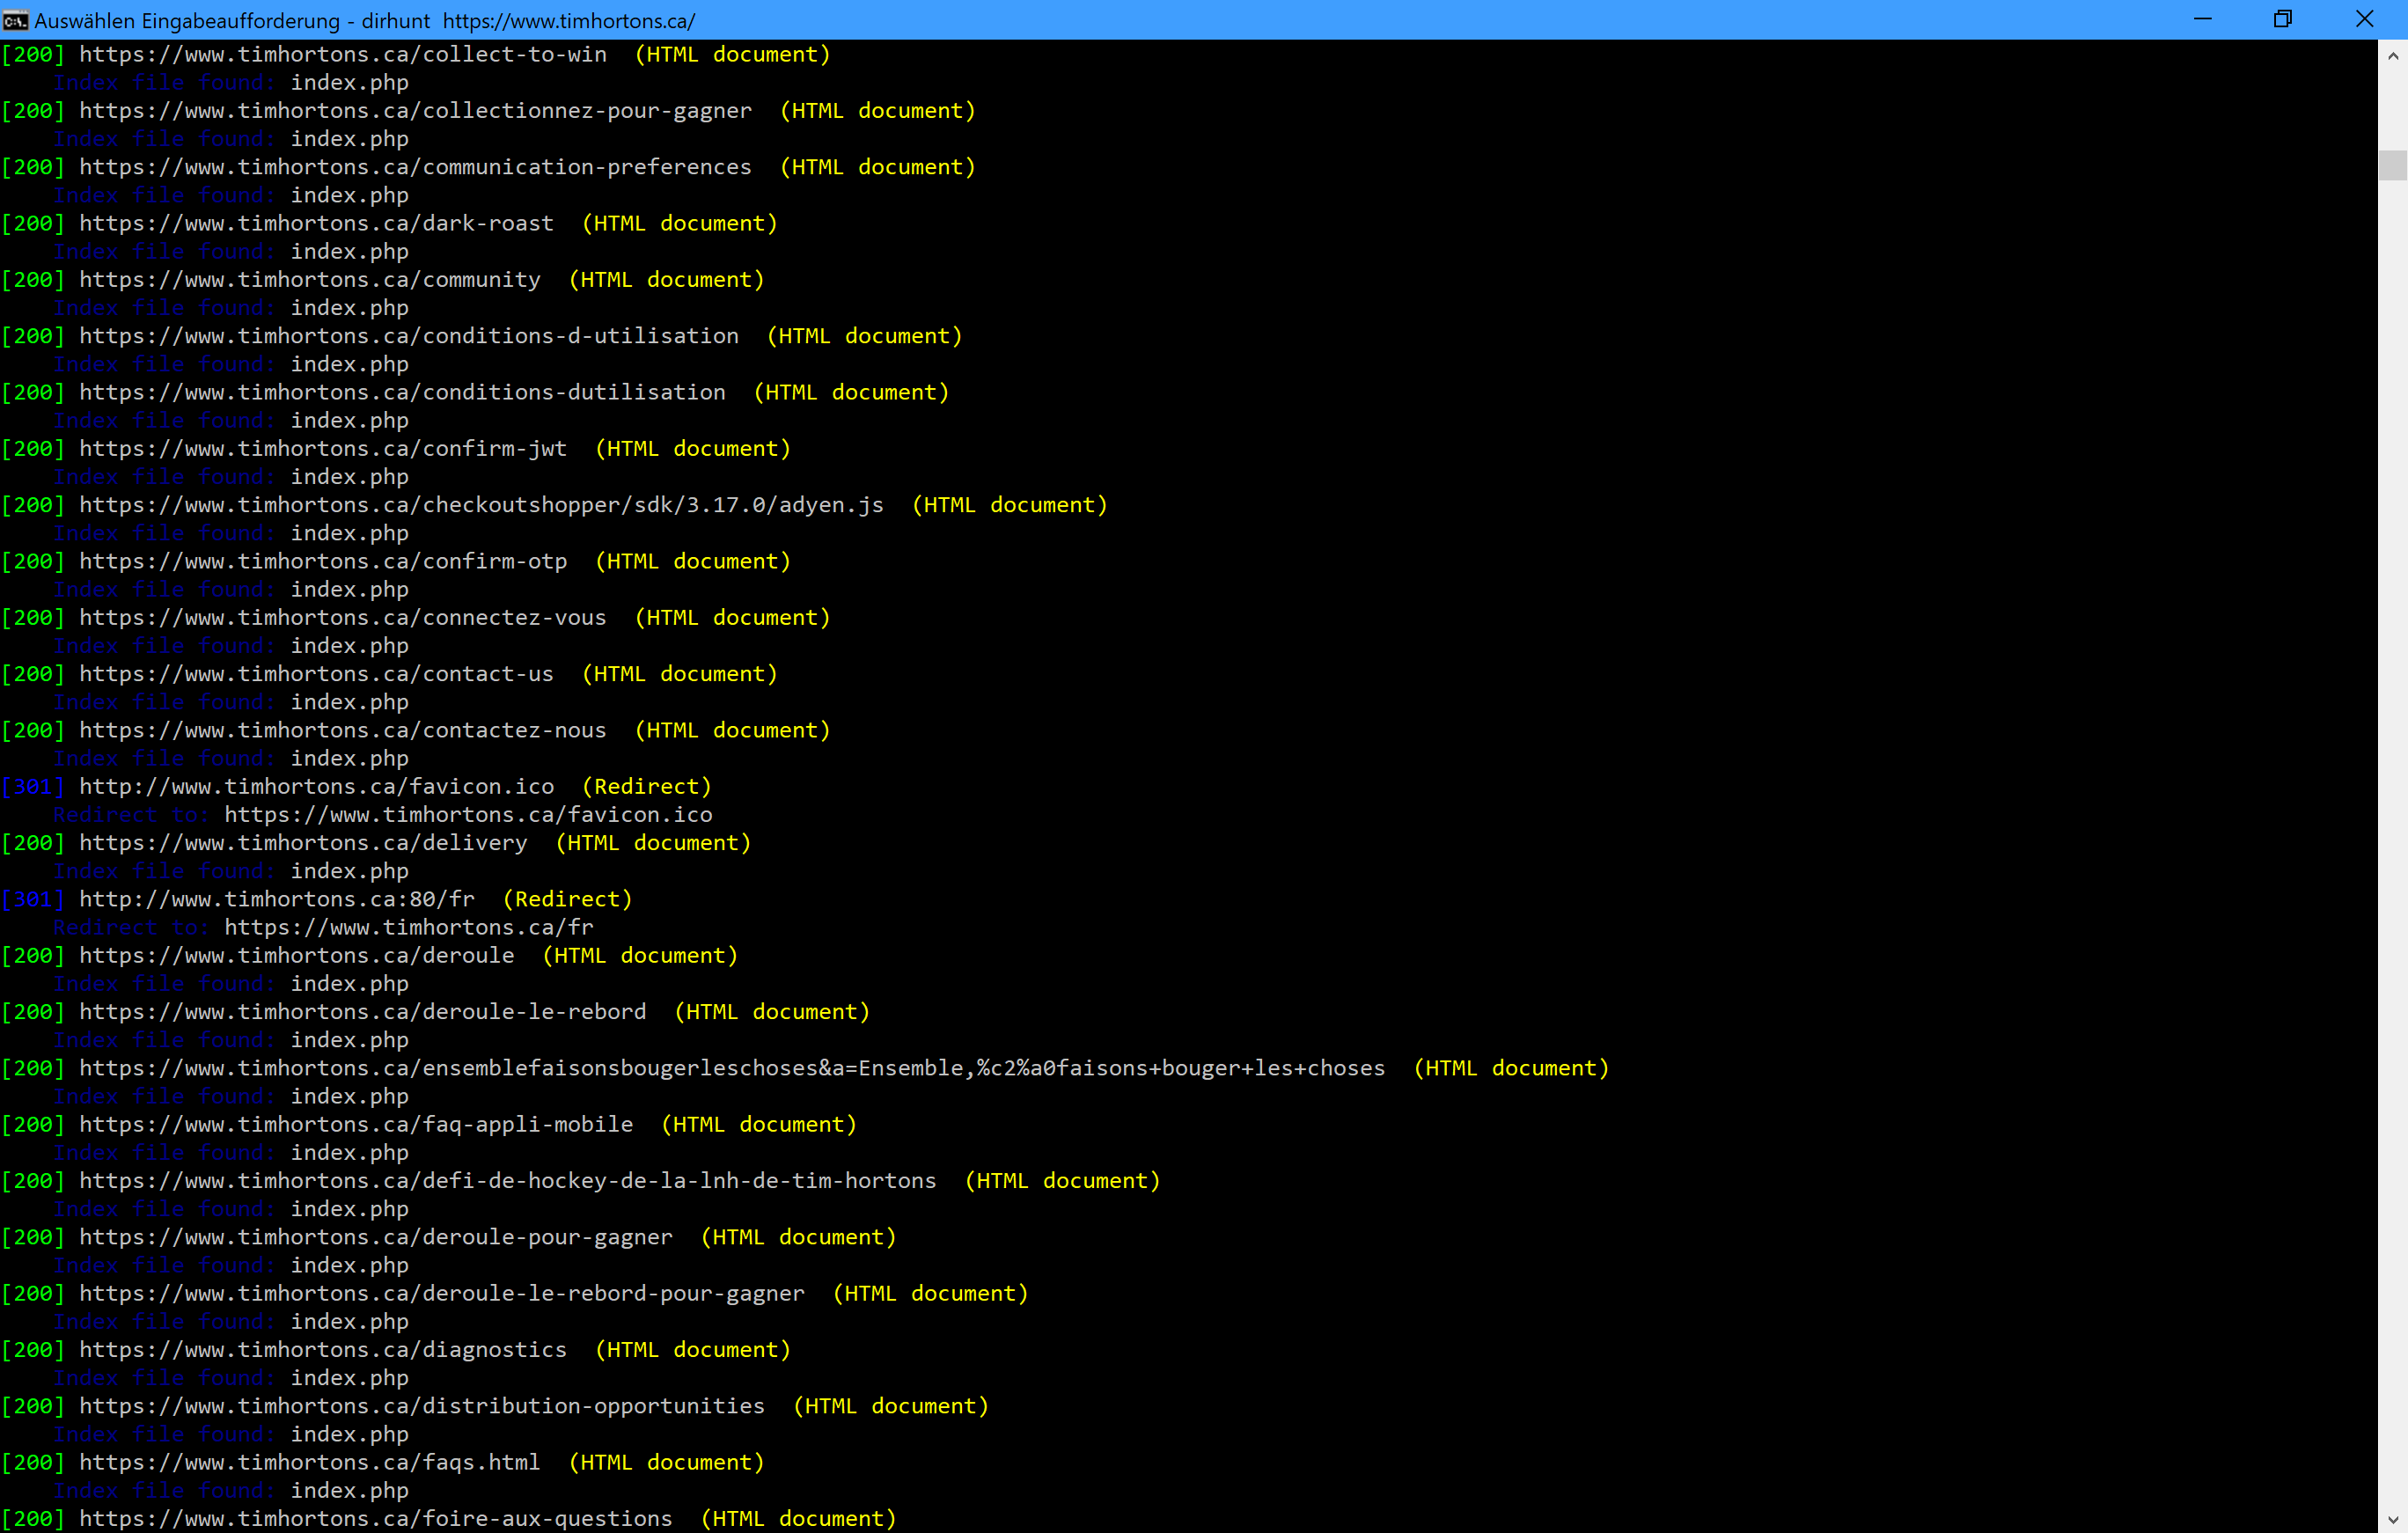 Auswählen Eingabeaufforderung - dirhunt  https://www.timhortons.ca/
[200] https://www.timhortons.ca/collect-to-win  (HTML document)
    Index file found: index.php
[200] https://www.timhortons.ca/collectionnez-pour-gagner  (HTML document)
    Index file found: index.php
[200] https://www.timhortons.ca/communication-preferences  (HTML document)
    Index file found: index.php
[200] https://www.timhortons.ca/dark-roast  (HTML document)
    Index file found: index.php
[200] https://www.timhortons.ca/community  (HTML document)
    Index file found: index.php
[200] https://www.timhortons.ca/conditions-d-utilisation  (HTML document)
    Index file found: index.php
[200] https://www.timhortons.ca/conditions-dutilisation  (HTML document)
    Index file found: index.php
[200] https://www.timhortons.ca/confirm-jwt  (HTML document)
    Index file found: index.php
[200] https://www.timhortons.ca/checkoutshopper/sdk/3.17.0/adyen.js  (HTML document)
    Index file found: index.php
[200] https://www.timhortons.ca/confirm-otp  (HTML document)
    Index file found: index.php
[200] https://www.timhortons.ca/connectez-vous  (HTML document)
    Index file found: index.php
[200] https://www.timhortons.ca/contact-us  (HTML document)
    Index file found: index.php
[200] https://www.timhortons.ca/contactez-nous  (HTML document)
    Index file found: index.php
[301] http://www.timhortons.ca/favicon.ico  (Redirect)
    Redirect to: https://www.timhortons.ca/favicon.ico
[200] https://www.timhortons.ca/delivery  (HTML document)
    Index file found: index.php
[301] http://www.timhortons.ca:80/fr  (Redirect)
    Redirect to: https://www.timhortons.ca/fr
[200] https://www.timhortons.ca/deroule  (HTML document)
    Index file found: index.php
[200] https://www.timhortons.ca/deroule-le-rebord  (HTML document)
    Index file found: index.php
[200] https://www.timhortons.ca/ensemblefaisonsbougerleschoses&a=Ensemble,%c2%a0faisons+bouger+les+choses  (HTML document)
    Index file found: index.php
[200] https://www.timhortons.ca/faq-appli-mobile  (HTML document)
    Index file found: index.php
[200] https://www.timhortons.ca/defi-de-hockey-de-la-lnh-de-tim-hortons  (HTML document)
    Index file found: index.php
[200] https://www.timhortons.ca/deroule-pour-gagner  (HTML document)
    Index file found: index.php
[200] https://www.timhortons.ca/deroule-le-rebord-pour-gagner  (HTML document)
    Index file found: index.php
[200] https://www.timhortons.ca/diagnostics  (HTML document)
    Index file found: index.php
[200] https://www.timhortons.ca/distribution-opportunities  (HTML document)
    Index file found: index.php
[200] https://www.timhortons.ca/faqs.html  (HTML document)
    Index file found: index.php
[200] https://www.timhortons.ca/foire-aux-questions  (HTML document)